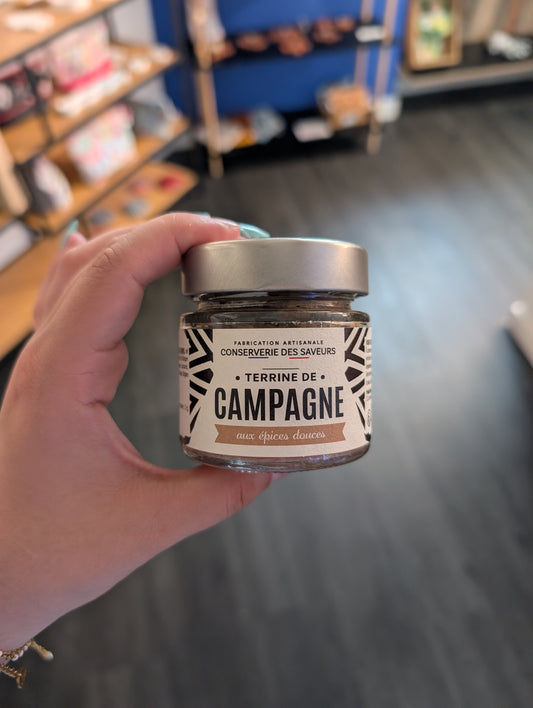 FABRICATION ARTISANALE
CONSERVERIE DES SAVEURS
• TERRINE DE •
CAMPAGNE
aux épices douces